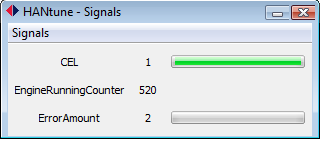 HANtune - Signals
Signals
CEL 1
EngineRunningCounter 520
ErrorAmount 2